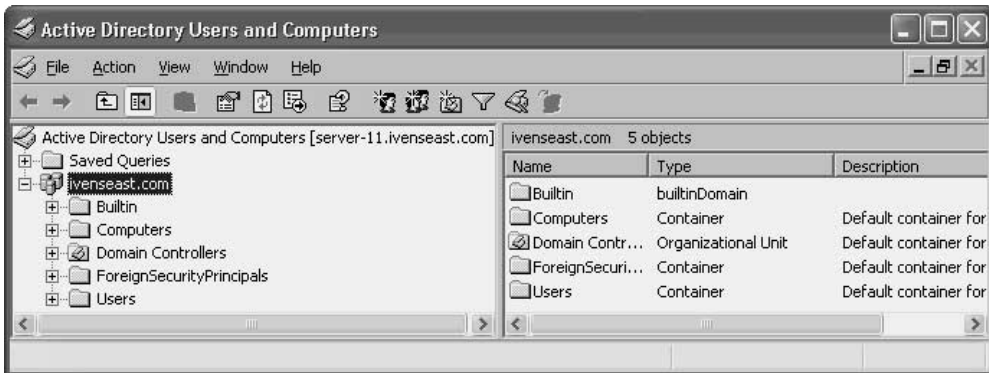 Active Directory Users and Computers
File Action View Window Help
Active Directory Users and Computers [server-11.ivenseast.com]
Saved Queries
ivenseast.com
Builtin
Computers
Domain Controllers
ForeignSecurityPrincipals
Users
ivenseast.com 5 objects
Name Type Description
Builtin builtinDomain
Computers Container Default container for
Domain Contr... Organizational Unit Default container for
ForeignSecuri... Container Default container for
Users Container Default container for